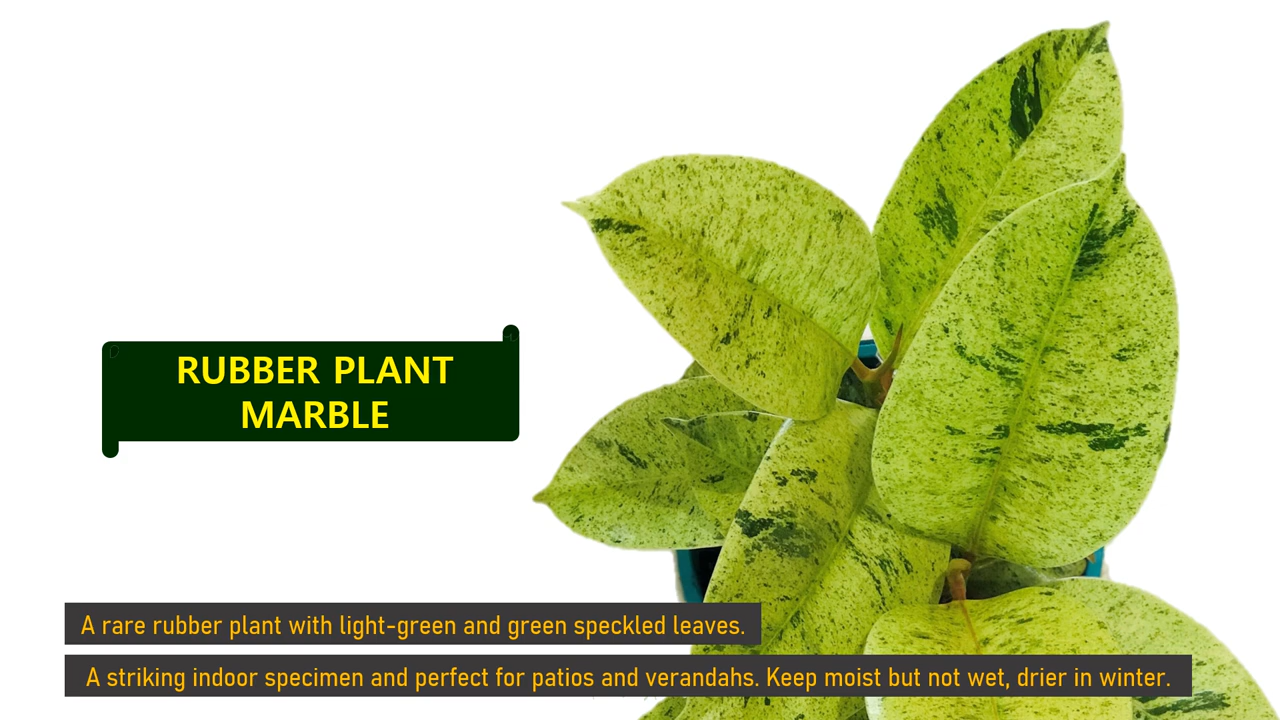 RUBBER PLANT
MARBLE
A rare rubber plant with light-green and green speckled leaves.
A striking indoor specimen and perfect for patios and verandahs. Keep moist but not wet, drier in winter.